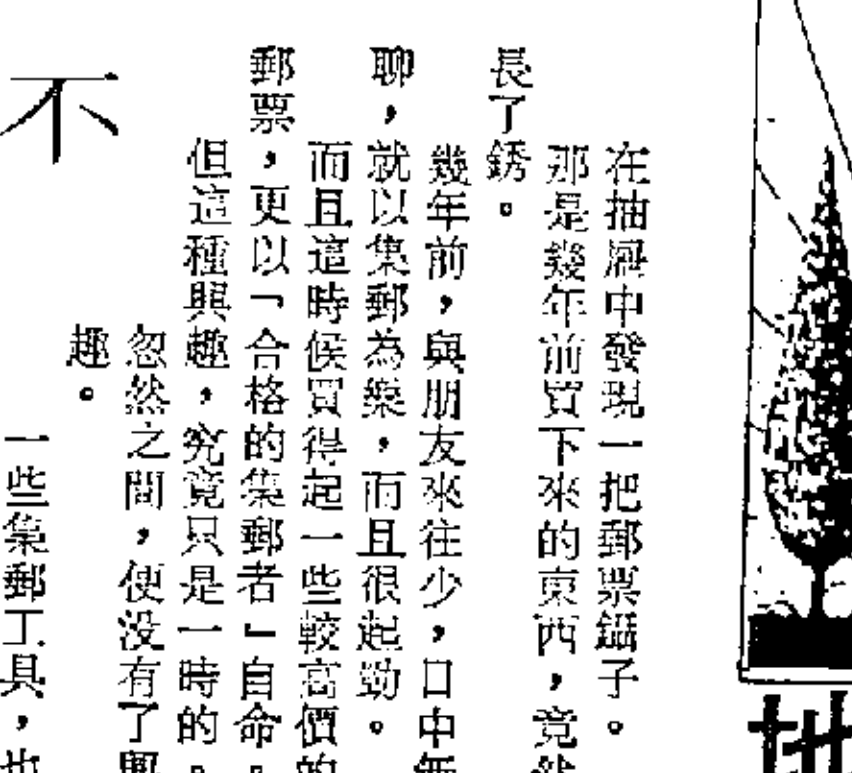 在抽屜中發現一把郵票鑷子。
那是幾年前買下來的東西，竟然
長了銹。
幾年前，與朋友來往少，口中無
聊，就以集郵為樂，而且很起勁。
而且這時候買得起一些較高價的
郵票，更以「合格的集郵者」自命。
但這種興趣，究竟只是一時的。
忽然之間，便沒有了興
趣。
一些集郵工具，也
不